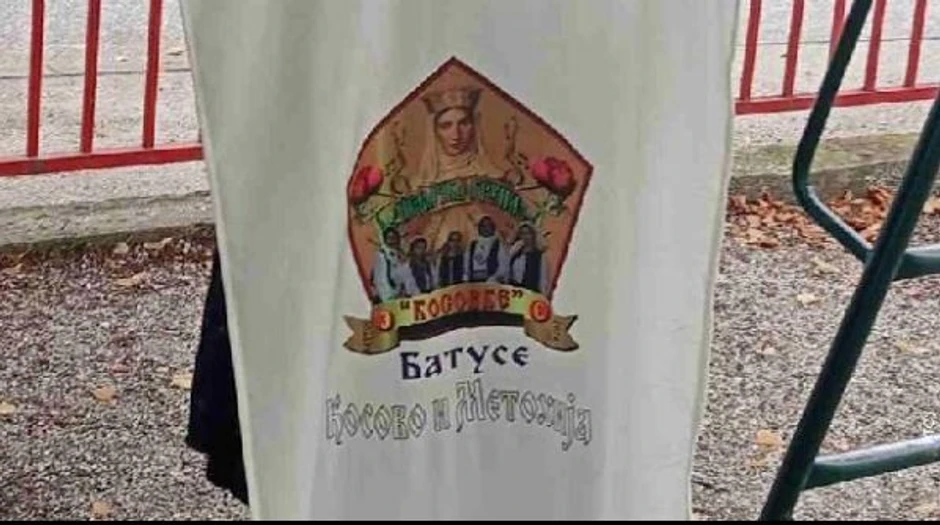 З "КОСОВКЕ" С
Батусе
Косово и Метохија